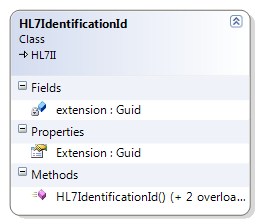 HL7IdentificationId
Class
HL7II
Fields
extension : Guid
Properties
Extension : Guid
Methods
HL7IdentificationId() (+ 2 overloa...